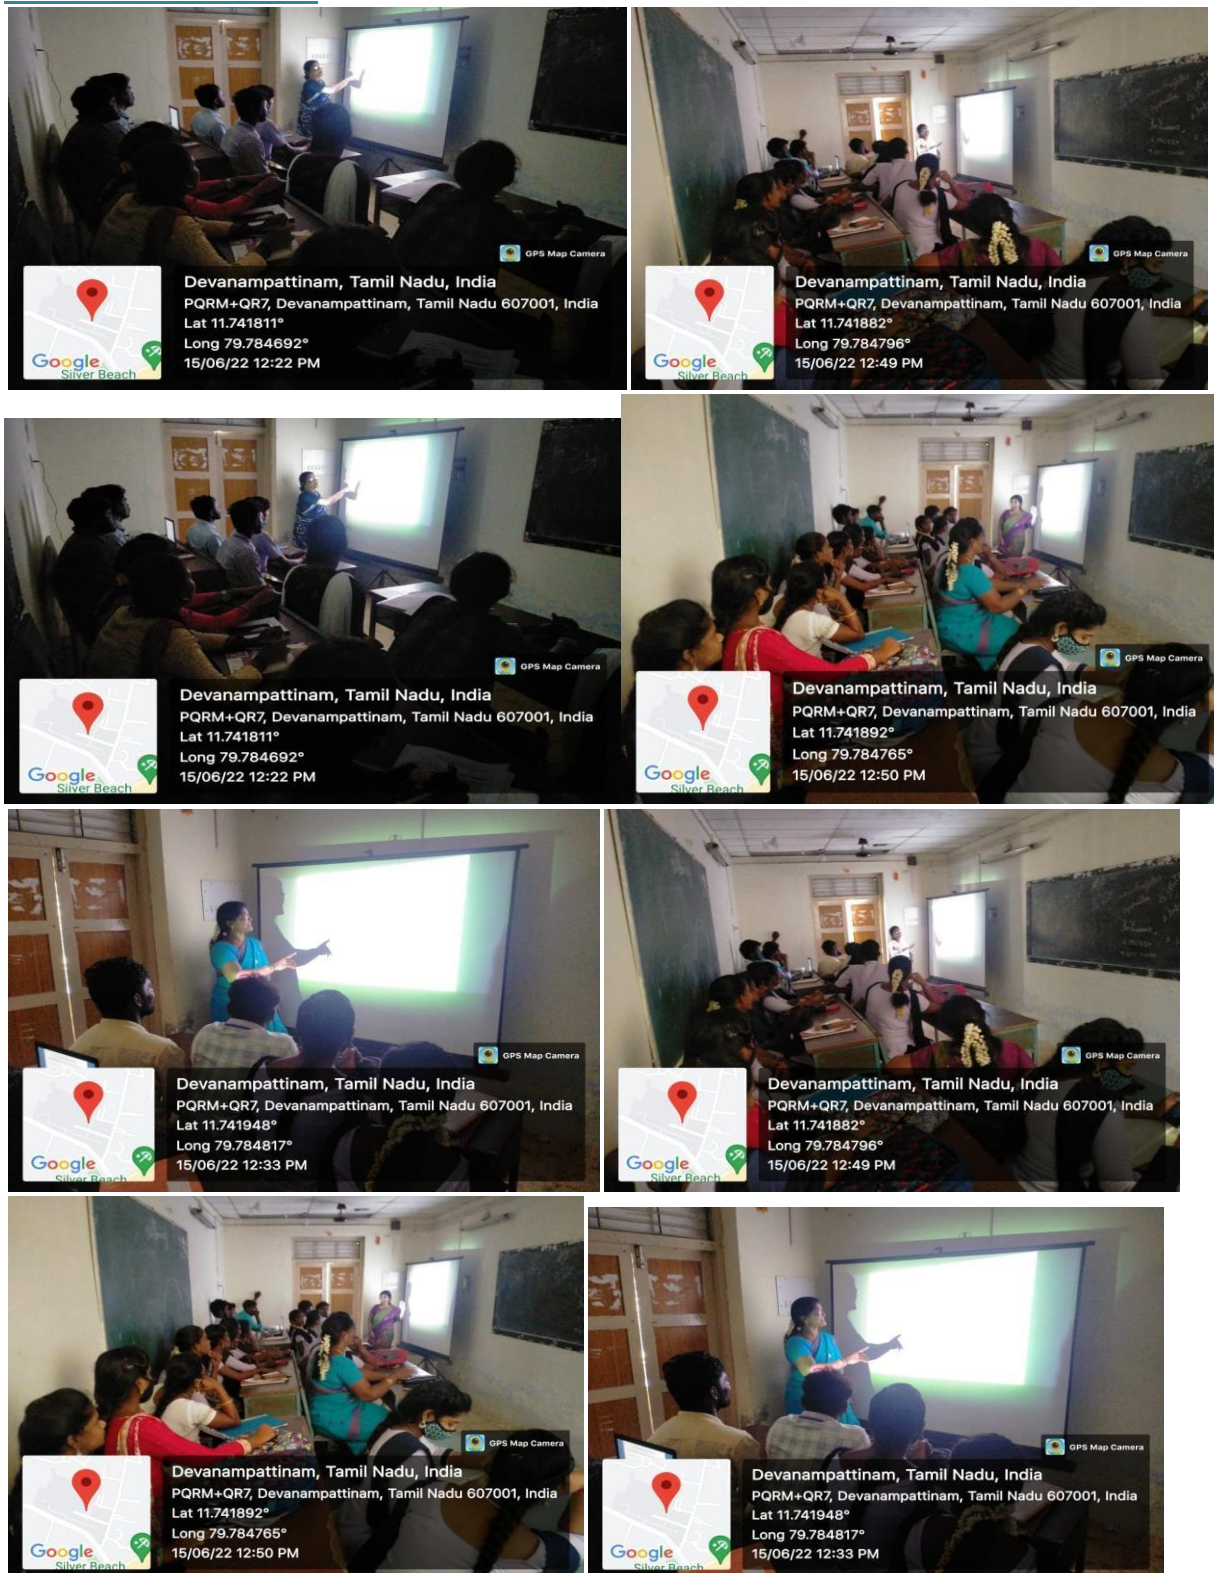 GPS Map Camera
Devanampattinam, Tamil Nadu, India
PQRM+QR7, Devanampattinam, Tamil Nadu 607001, India
Lat 11.741811°
Long 79.784692°
15/06/22 12:22 PM
Google
Silver Beach
GPS Map Camera
Devanampattinam, Tamil Nadu, India
PQRM+QR7, Devanampattinam, Tamil Nadu 607001, India
Lat 11.741882°
Long 79.784796°
15/06/22 12:49 PM
Google
Silver Beach
GPS Map Camera
Devanampattinam, Tamil Nadu, India
PQRM+QR7, Devanampattinam, Tamil Nadu 607001, India
Lat 11.741811°
Long 79.784692°
15/06/22 12:22 PM
Google
Silver Beach
GPS Map Camera
Devanampattinam, Tamil Nadu, India
PQRM+QR7, Devanampattinam, Tamil Nadu 607001, India
Lat 11.741892°
Long 79.784765°
15/06/22 12:50 PM
Google
Silver Beach
GPS Map Camera
Devanampattinam, Tamil Nadu, India
PQRM+QR7, Devanampattinam, Tamil Nadu 607001, India
Lat 11.741948°
Long 79.784817°
15/06/22 12:33 PM
Google
Silver Beach
GPS Map Camera
Devanampattinam, Tamil Nadu, India
PQRM+QR7, Devanampattinam, Tamil Nadu 607001, India
Lat 11.741882°
Long 79.784796°
15/06/22 12:49 PM
Google
Silver Beach
GPS Map Camera
Devanampattinam, Tamil Nadu, India
PQRM+QR7, Devanampattinam, Tamil Nadu 607001, India
Lat 11.741892°
Long 79.784765°
15/06/22 12:50 PM
Google
Silver Beach
GPS Map Camera
Devanampattinam, Tamil Nadu, India
PQRM+QR7, Devanampattinam, Tamil Nadu 607001, India
Lat 11.741948°
Long 79.784817°
15/06/22 12:33 PM
Google
Silver Beach